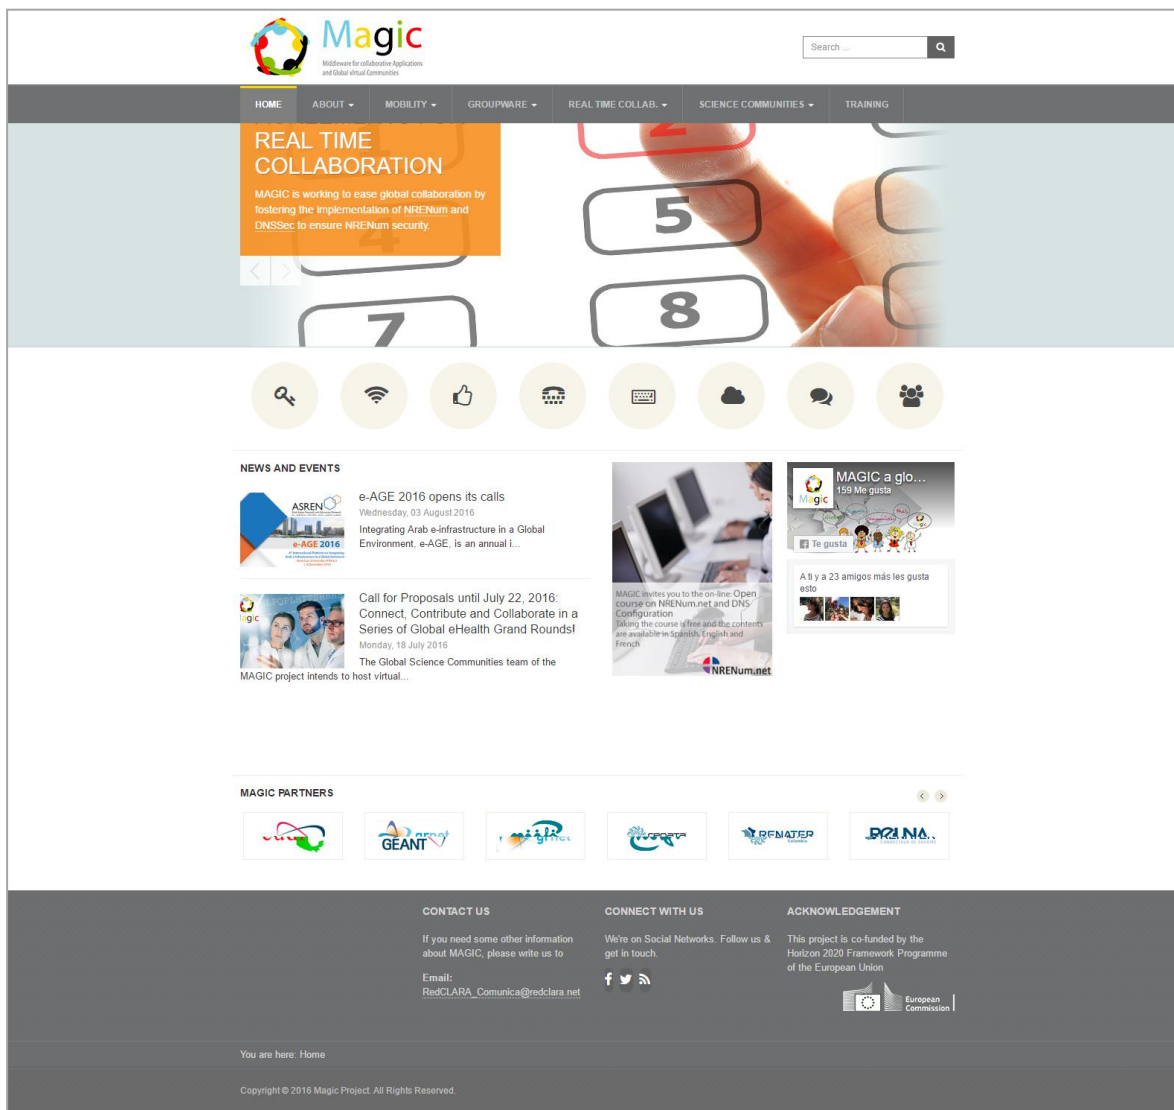 Magic
Middleware for collaborative Applications
and Global virtual Communities
Search ...
HOME
ABOUT
MOBILITY
GROUPWARE
REAL TIME COLLAB.
SCIENCE COMMUNITIES
TRAINING
REAL TIME
COLLABORATION
MAGIC is working to ease global collaboration by
fostering the implementation of NRENum and
DNSSec to ensure NRENum security.
2
4
5
7
8
NEWS AND EVENTS
ASREN
e-AGE 2016
e-AGE 2016 opens its calls
Wednesday, 03 August 2016
Integrating Arab e-infrastructure in a Global
Environment, e-AGE, is an annual i...
Call for Proposals until July 22, 2016:
Connect, Contribute and Collaborate in a
Series of Global eHealth Grand Rounds!
Monday, 18 July 2016
The Global Science Communities team of the
MAGIC project intends to host virtual...
MAGIC invites you to the on-line: Open
course on NRENum.net and DNS
Configuration
Taking the course is free and the contents
are available in Spanish, English and
French
NRENum.net
Magic
MAGIC a glo...
159 Me gusta
Te gusta
A ti y a 23 amigos más les gusta
esto
MAGIC PARTNERS
GÉANT
RENATER
CONTACT US
If you need some other information
about MAGIC, please write us to
Email:
RedCLARA_Comunica@redclara.net
CONNECT WITH US
We're on Social Networks. Follow us &
get in touch.
ACKNOWLEDGEMENT
This project is co-funded by the
Horizon 2020 Framework Programme
of the European Union
European
Commission
You are here: Home
Copyright © 2016 Magic Project. All Rights Reserved.